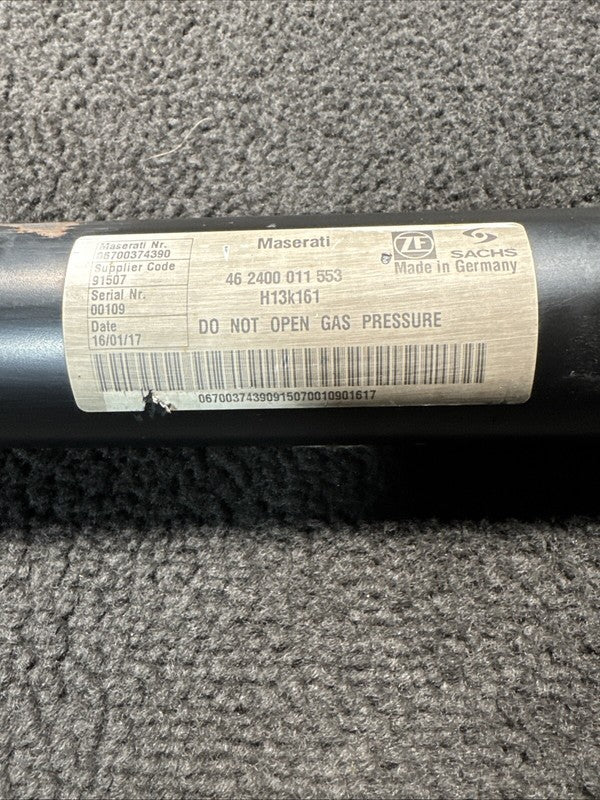 Maserati Nr.
06700374390
Supplier Code
91507
Serial Nr.
00109
Date
16/01/17
Maserati
46 2400 011 553
H13k161
DO NOT OPEN GAS PRESSURE
ZF
SACHS
Made in Germany
06700374390915070010901617